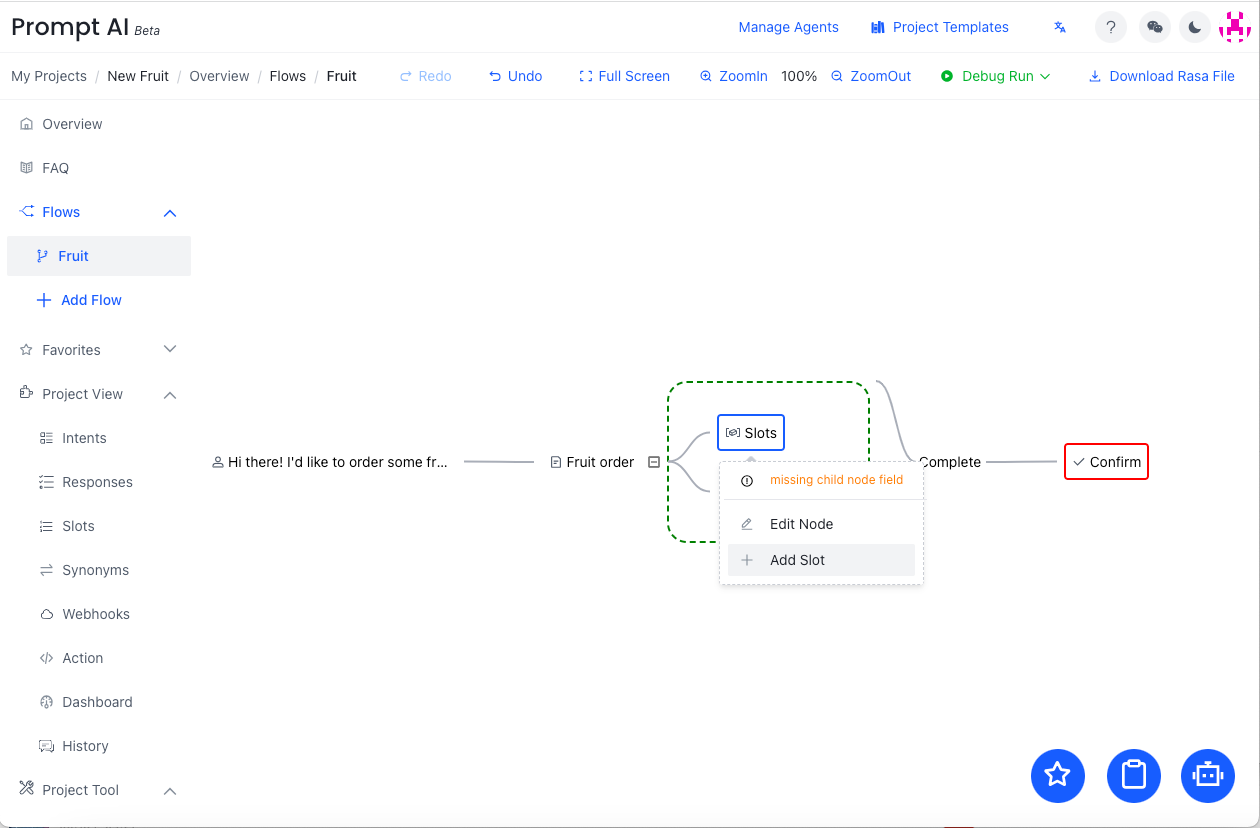 Prompt AI Beta
Manage Agents
Project Templates
?
My Projects / New Fruit / Overview / Flows / Fruit
Redo
Undo
Full Screen
ZoomIn
100%
ZoomOut
Debug Run
Download Rasa File
Overview
FAQ
Flows
Fruit
Add Flow
Favorites
Project View
Intents
Responses
Slots
Synonyms
Webhooks
Action
Dashboard
History
Project Tool
Hi there! I'd like to order some fr...
Fruit order
Slots
missing child node field
Edit Node
Add Slot
Complete
Confirm